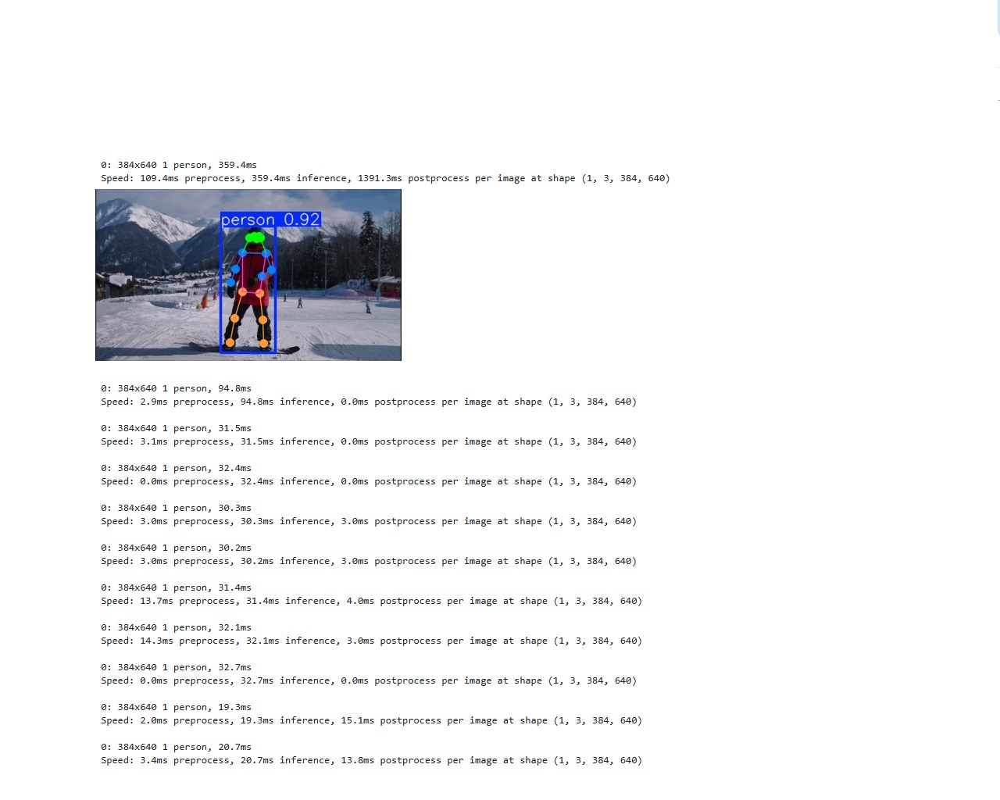 0: 384x640 1 person, 359.4ms
Speed: 109.4ms preprocess, 359.4ms inference, 1391.3ms postprocess per image at shape (1, 3, 384, 640)
person 0.92
0: 384x640 1 person, 94.8ms
Speed: 2.9ms preprocess, 94.8ms inference, 0.0ms postprocess per image at shape (1, 3, 384, 640)
0: 384x640 1 person, 31.5ms
Speed: 3.1ms preprocess, 31.5ms inference, 0.0ms postprocess per image at shape (1, 3, 384, 640)
0: 384x640 1 person, 32.4ms
Speed: 0.0ms preprocess, 32.4ms inference, 0.0ms postprocess per image at shape (1, 3, 384, 640)
0: 384x640 1 person, 30.3ms
Speed: 3.0ms preprocess, 30.3ms inference, 3.0ms postprocess per image at shape (1, 3, 384, 640)
0: 384x640 1 person, 30.2ms
Speed: 3.0ms preprocess, 30.2ms inference, 3.0ms postprocess per image at shape (1, 3, 384, 640)
0: 384x640 1 person, 31.4ms
Speed: 13.7ms preprocess, 31.4ms inference, 4.0ms postprocess per image at shape (1, 3, 384, 640)
0: 384x640 1 person, 32.1ms
Speed: 14.3ms preprocess, 32.1ms inference, 3.0ms postprocess per image at shape (1, 3, 384, 640)
0: 384x640 1 person, 32.7ms
Speed: 0.0ms preprocess, 32.7ms inference, 0.0ms postprocess per image at shape (1, 3, 384, 640)
0: 384x640 1 person, 19.3ms
Speed: 2.0ms preprocess, 19.3ms inference, 15.1ms postprocess per image at shape (1, 3, 384, 640)
0: 384x640 1 person, 20.7ms
Speed: 3.4ms preprocess, 20.7ms inference, 13.8ms postprocess per image at shape (1, 3, 384, 640)